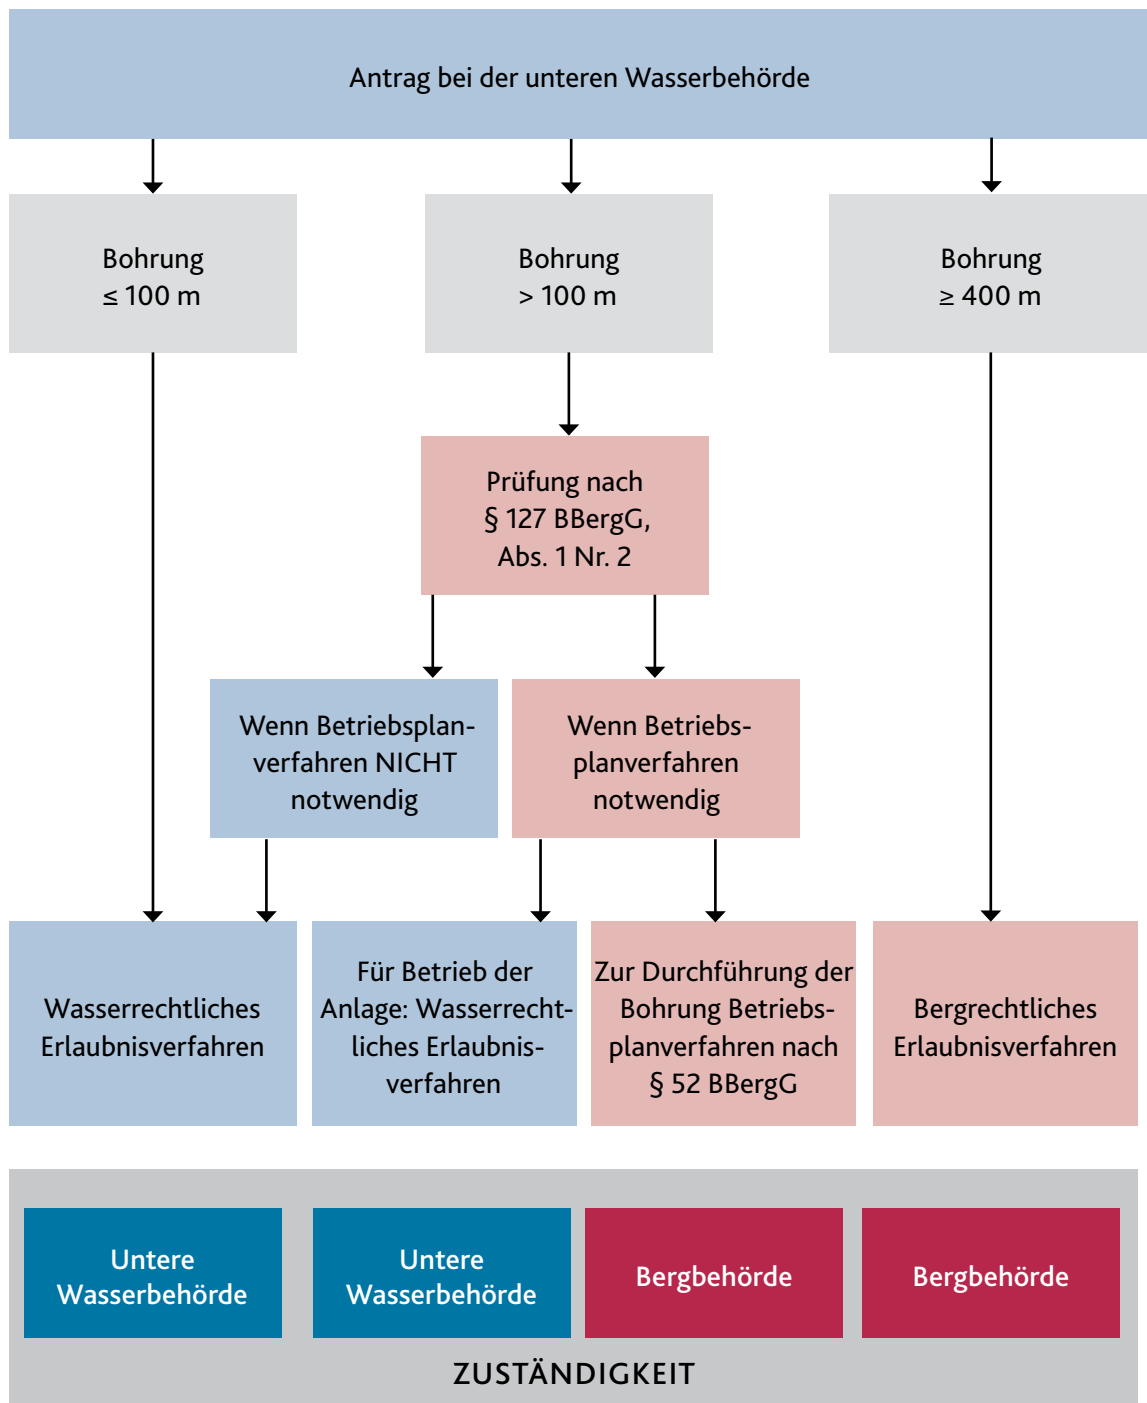 Antrag bei der unteren Wasserbehörde
Bohrung
≤ 100 m
Bohrung
> 100 m
Bohrung
≥ 400 m
Prüfung nach
§ 127 BBergG,
Abs. 1 Nr. 2
Wenn Betriebsplan-
verfahren NICHT
notwendig
Wenn Betriebs-
planverfahren
notwendig
Wasserrechtliches
Erlaubnisverfahren
Für Betrieb der
Anlage: Wasserrecht-
liches Erlaubnis-
verfahren
Zur Durchführung der
Bohrung Betriebs-
planverfahren nach
§ 52 BBergG
Bergrechtliches
Erlaubnisverfahren
Untere
Wasserbehörde
Untere
Wasserbehörde
Bergbehörde
Bergbehörde
ZUSTÄNDIGKEIT